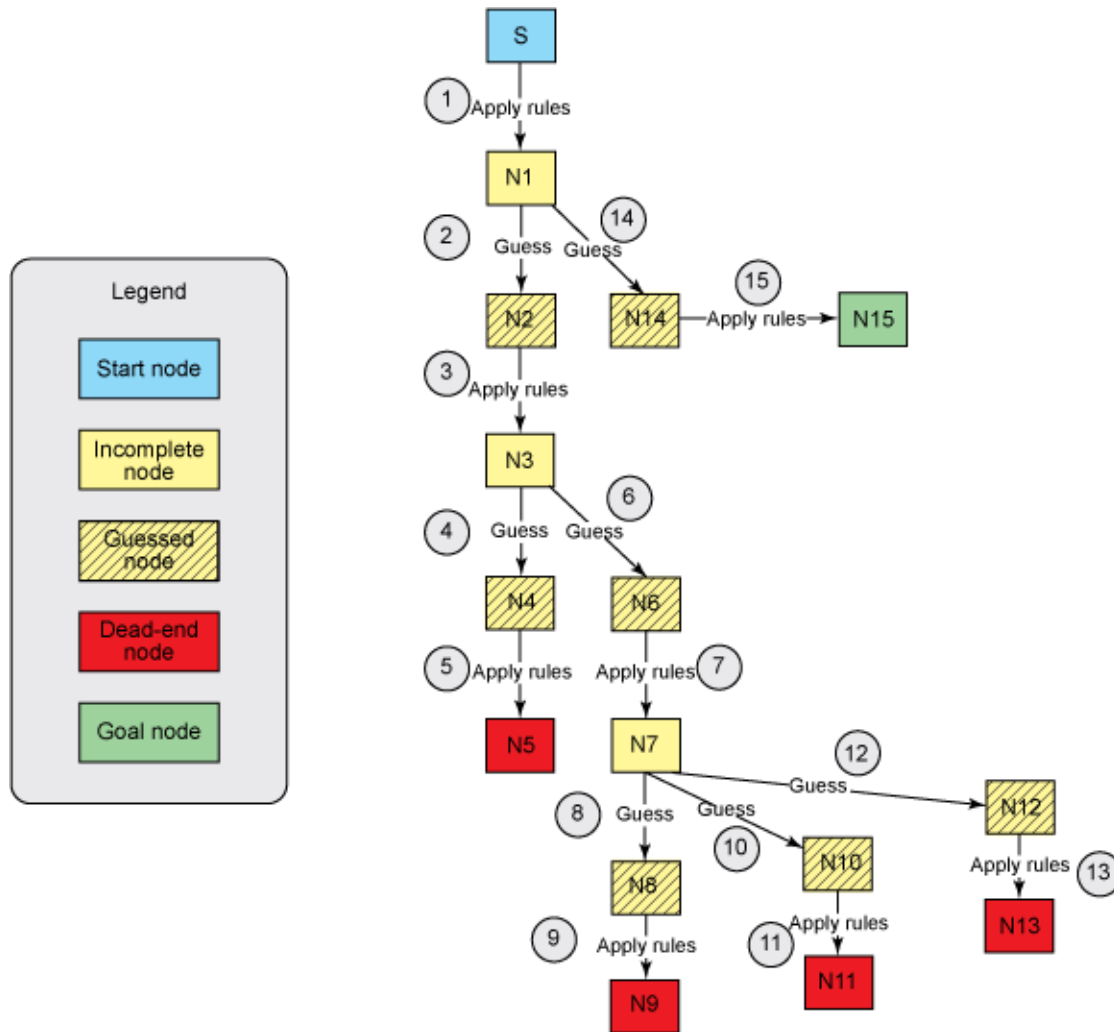 S
1
Apply rules
N1
2
Guess
14
Guess
15
Apply rules
N2
N14
N15
3
Apply rules
N3
4
Guess
6
Guess
N4
N6
5
Apply rules
Apply rules
7
N5
N7
12
Guess
8
Guess
Guess
10
N12
N8
N10
Apply rules
13
9
Apply rules
Apply rules
11
N13
N9
N11
Legend
Start node
Incomplete
node
Guessed
node
Dead-end
node
Goal node